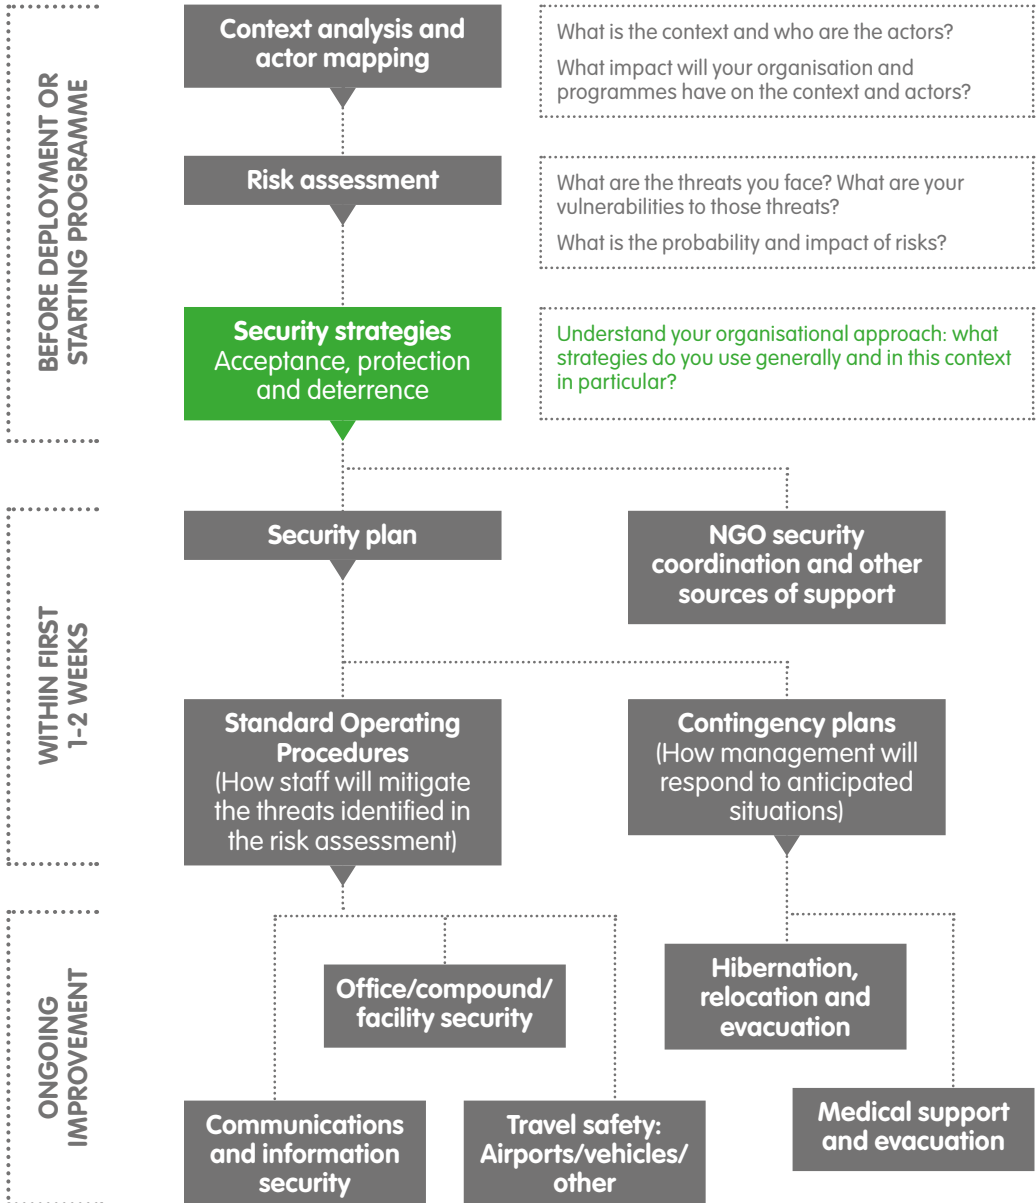 BEFORE DEPLOYMENT OR
STARTING PROGRAMME
Context analysis and
actor mapping
What is the context and who are the actors?
What impact will your organisation and
programmes have on the context and actors?
Risk assessment
What are the threats you face? What are your
vulnerabilities to those threats?
What is the probability and impact of risks?
Security strategies
Acceptance, protection
and deterrence
Understand your organisational approach: what
strategies do you use generally and in this context
in particular?
WITHIN FIRST
1-2 WEEKS
Security plan
NGO security
coordination and other
sources of support
Standard Operating
Procedures
(How staff will mitigate
the threats identified in
the risk assessment)
Contingency plans
(How management will
respond to anticipated
situations)
ONGOING
IMPROVEMENT
Office/compound/
facility security
Hibernation,
relocation and
evacuation
Communications
and information
security
Travel safety:
Airports/vehicles/
other
Medical support
and evacuation